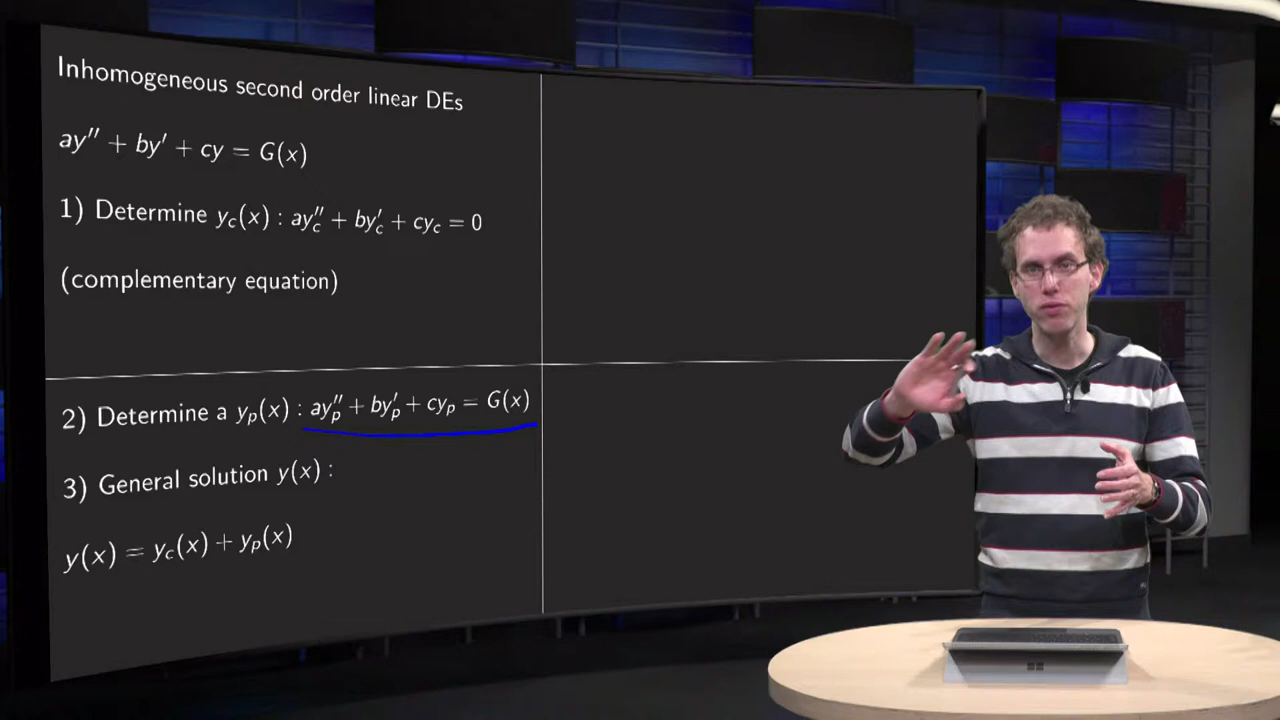 Inhomogeneous second order linear DEs
ay″ + by′ + cy = G(x)
1) Determine y_c(x) : ay_c″ + by_c′ + cy_c = 0
(complementary equation)
2) Determine a y_p(x) : ay_p″ + by_p′ + cy_p = G(x)
3) General solution y(x) :
y(x) = y_c(x) + y_p(x)